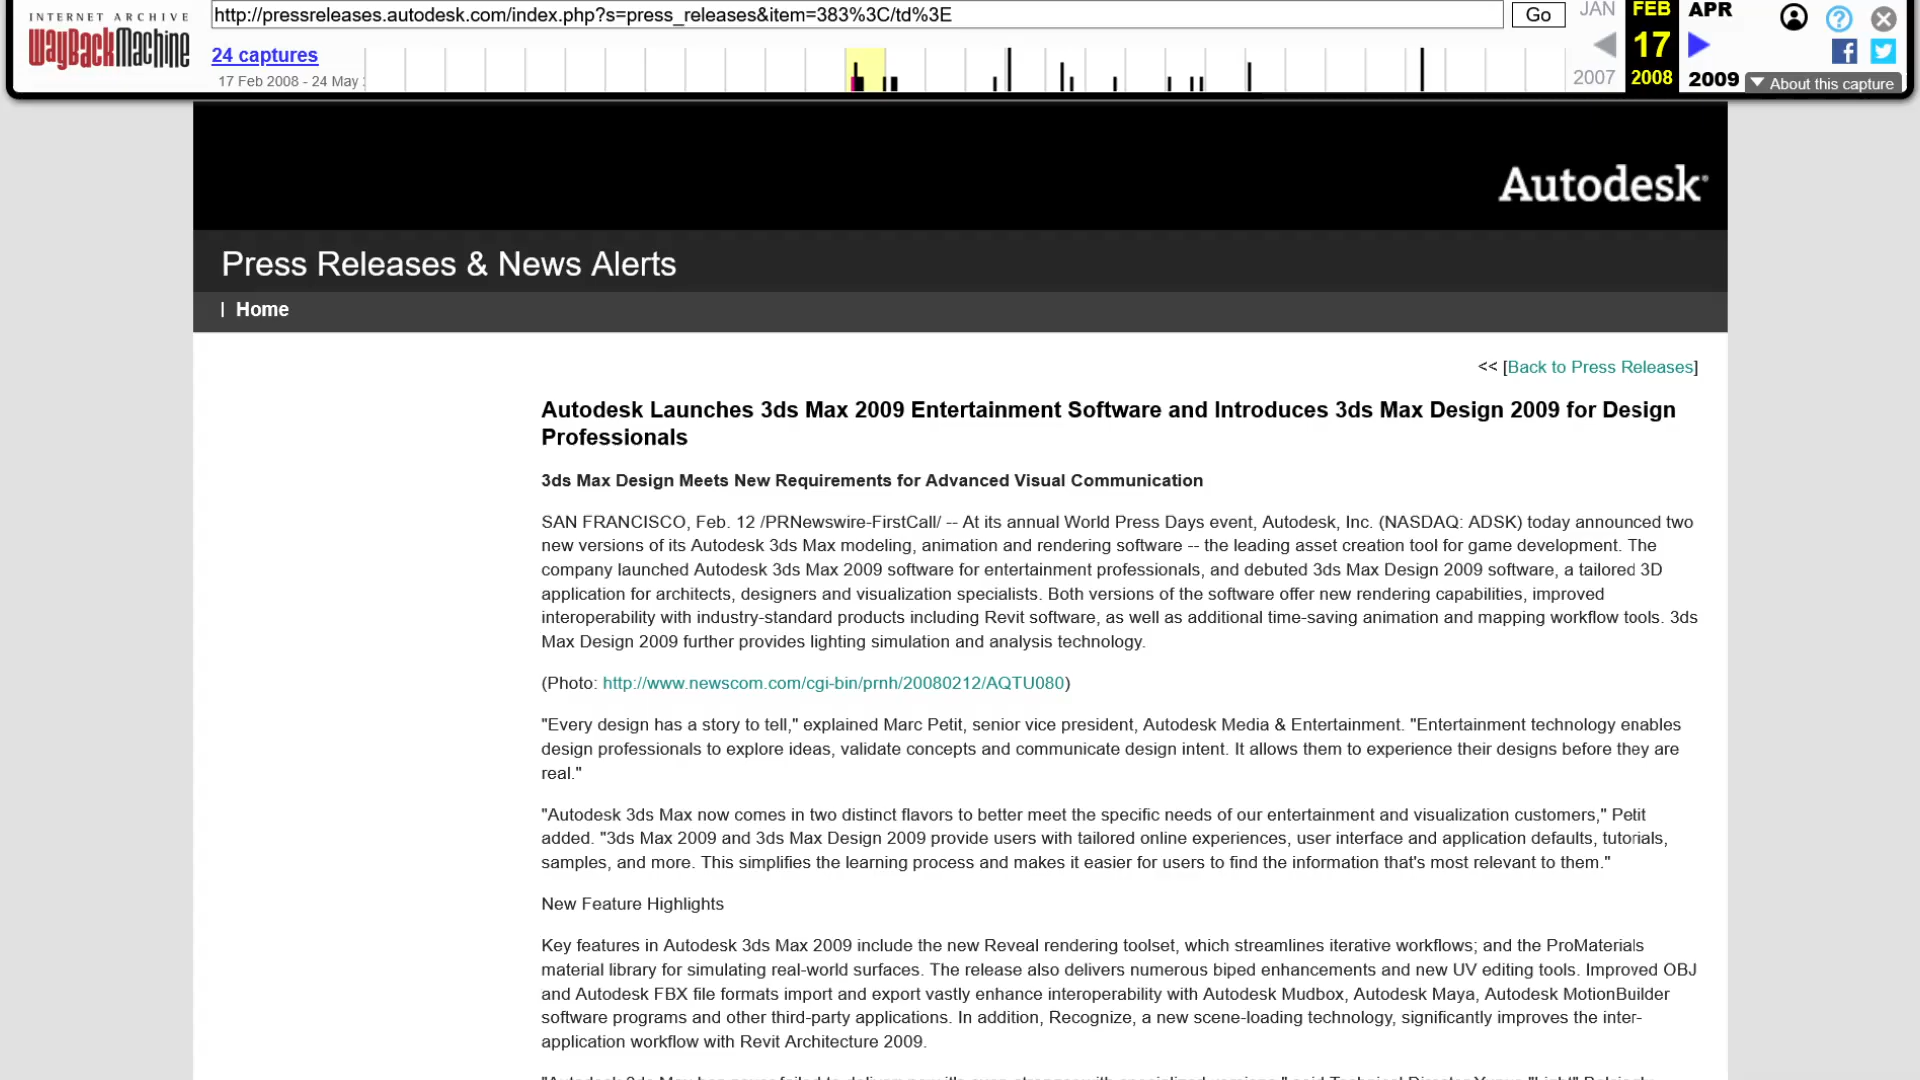 INTERNET ARCHIVE
WayBackMachine
http://pressreleases.autodesk.com/index.php?s=press_releases&item=383%3C/td%3E
Go
JAN FEB APR
24 captures
17
17 Feb 2008 - 24 May
2007 2008 2009
About this capture
Autodesk
Press Releases & News Alerts
| Home
<< [Back to Press Releases]
Autodesk Launches 3ds Max 2009 Entertainment Software and Introduces 3ds Max Design 2009 for Design
Professionals
3ds Max Design Meets New Requirements for Advanced Visual Communication
SAN FRANCISCO, Feb. 12 /PRNewswire-FirstCall/ -- At its annual World Press Days event, Autodesk, Inc. (NASDAQ: ADSK) today announced two
new versions of its Autodesk 3ds Max modeling, animation and rendering software -- the leading asset creation tool for game development. The
company launched Autodesk 3ds Max 2009 software for entertainment professionals, and debuted 3ds Max Design 2009 software, a tailored 3D
application for architects, designers and visualization specialists. Both versions of the software offer new rendering capabilities, improved
interoperability with industry-standard products including Revit software, as well as additional time-saving animation and mapping workflow tools. 3ds
Max Design 2009 further provides lighting simulation and analysis technology.
(Photo: http://www.newscom.com/cgi-bin/prnh/20080212/AQTU080)
"Every design has a story to tell," explained Marc Petit, senior vice president, Autodesk Media & Entertainment. "Entertainment technology enables
design professionals to explore ideas, validate concepts and communicate design intent. It allows them to experience their designs before they are
real."
"Autodesk 3ds Max now comes in two distinct flavors to better meet the specific needs of our entertainment and visualization customers," Petit
added. "3ds Max 2009 and 3ds Max Design 2009 provide users with tailored online experiences, user interface and application defaults, tutorials,
samples, and more. This simplifies the learning process and makes it easier for users to find the information that's most relevant to them."
New Feature Highlights
Key features in Autodesk 3ds Max 2009 include the new Reveal rendering toolset, which streamlines iterative workflows; and the ProMaterials
material library for simulating real-world surfaces. The release also delivers numerous biped enhancements and new UV editing tools. Improved OBJ
and Autodesk FBX file formats import and export vastly enhance interoperability with Autodesk Mudbox, Autodesk Maya, Autodesk MotionBuilder
software programs and other third-party applications. In addition, Recognize, a new scene-loading technology, significantly improves the inter-
application workflow with Revit Architecture 2009.